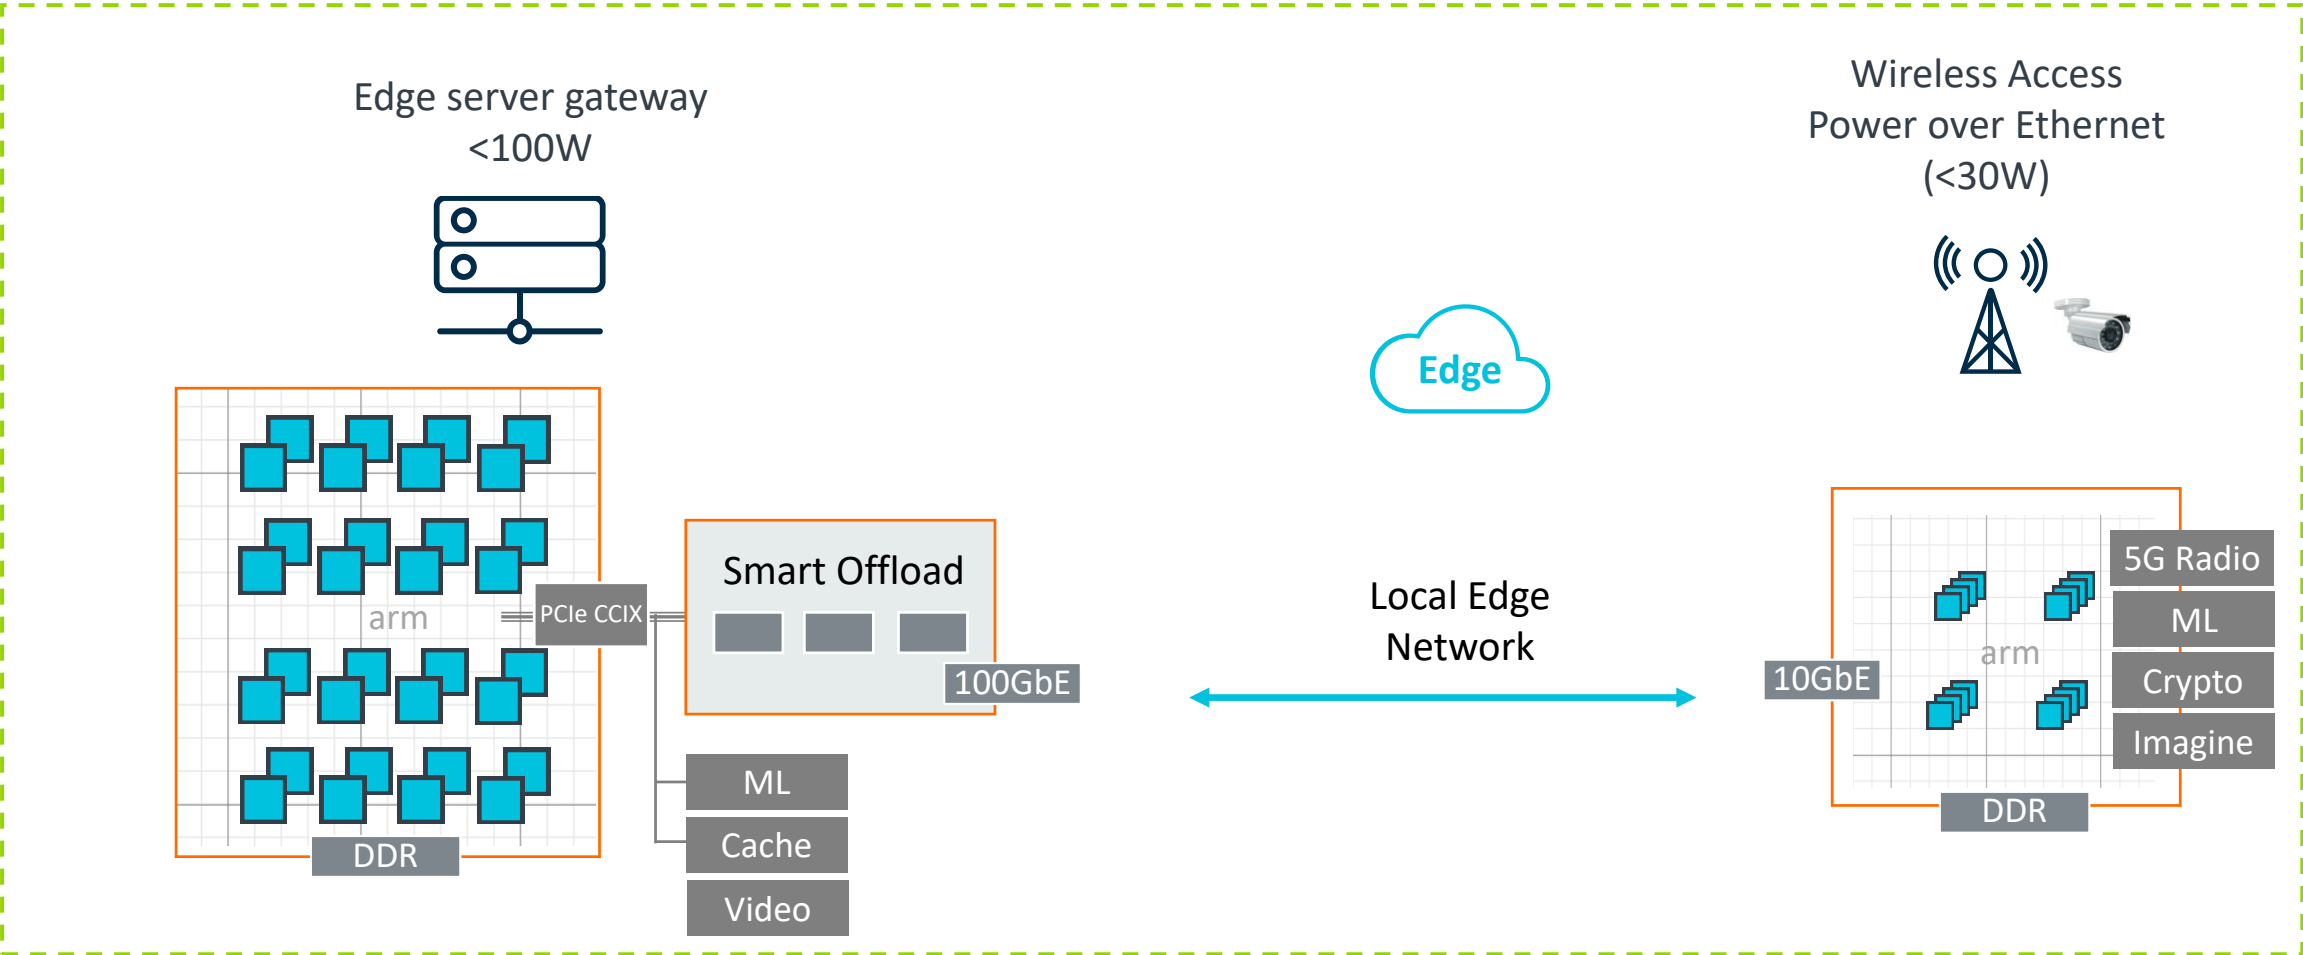 Edge server gateway
<100W
Wireless Access
Power over Ethernet
(<30W)
Edge
arm
PCIe CCIX
Smart Offload
100GbE
DDR
ML
Cache
Video
Local Edge
Network
10GbE
arm
5G Radio
ML
Crypto
Imagine
DDR